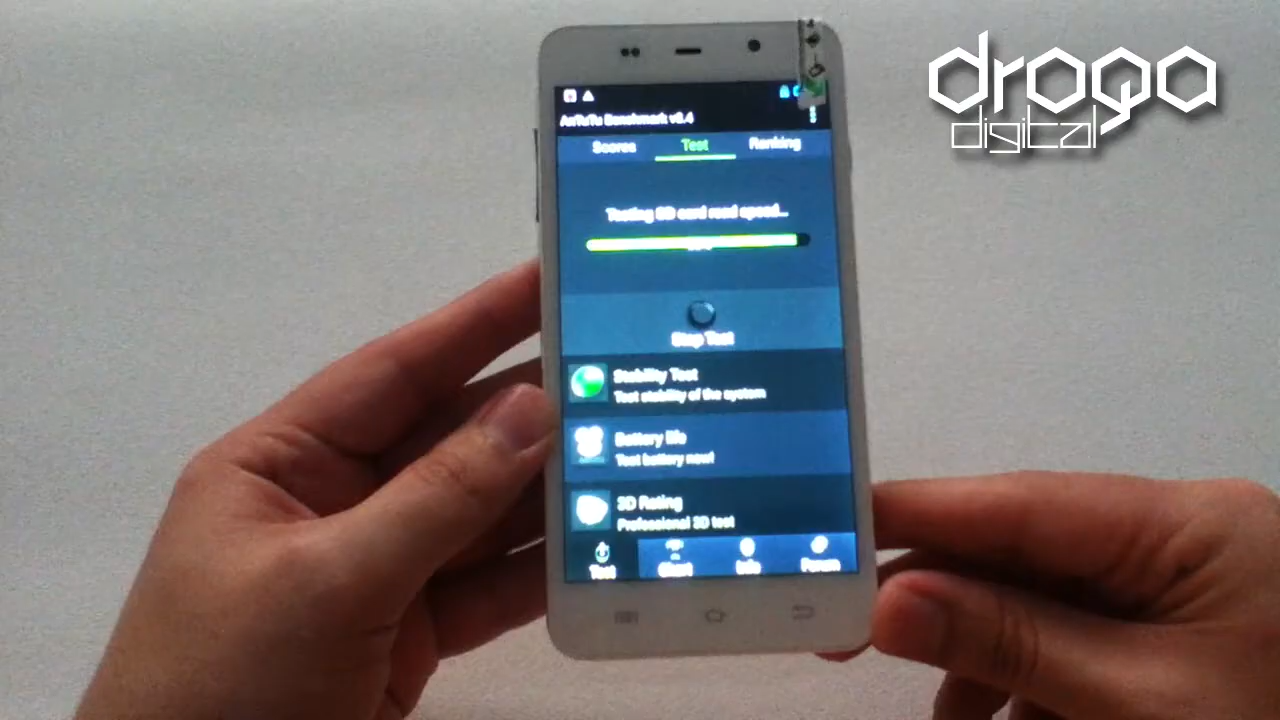 droga
digital
AnTuTu Benchmark v3.4
Scores Test Ranking
Testing SD card read speed...
Stop Test
Stability Test
Test stability of the system
Battery life
Test battery now!
3D Rating
Professional 3D test
Test Chart Info Forum